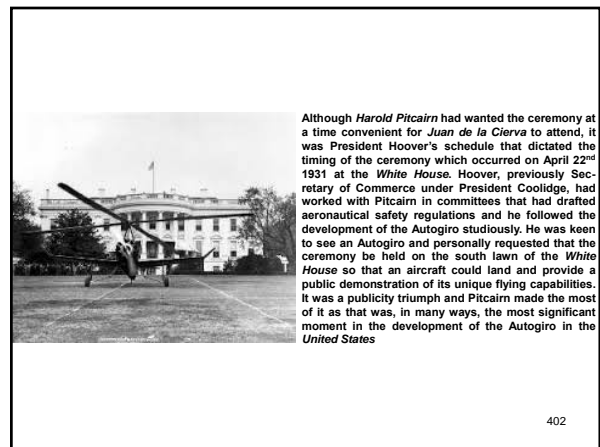 Although Harold Pitcairn had wanted the ceremony at
a time convenient for Juan de la Cierva to attend, it
was President Hoover's schedule that dictated the
timing of the ceremony which occurred on April 22nd
1931 at the White House. Hoover, previously Sec-
retary of Commerce under President Coolidge, had
worked with Pitcairn in committees that had drafted
aeronautical safety regulations and he followed the
development of the Autogiro studiously. He was keen
to see an Autogiro and personally requested that the
ceremony be held on the south lawn of the White
House so that an aircraft could land and provide a
public demonstration of its unique flying capabilities.
It was a publicity triumph and Pitcairn made the most
of it as that was, in many ways, the most significant
moment in the development of the Autogiro in the
United States
402